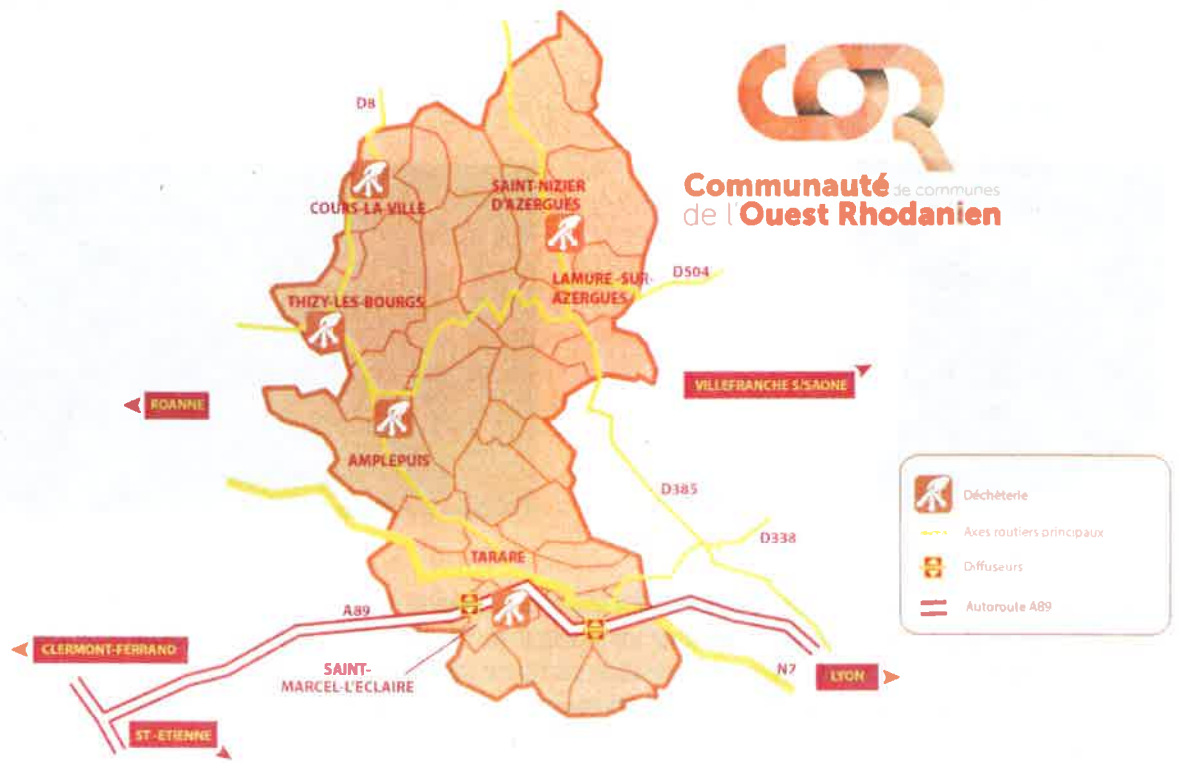 COR
Communauté de communes
de l'Ouest Rhodanien
D8
COURS-LA-VILLE
SAINT-NIZIER
D'AZERGUES
LAMURE-SUR-
AZERGUES
D504
THIZY-LES-BOURGS
VILLEFRANCHE S/SAONE
ROANNE
AMPLEPUIS
D385
D338
TARARE
A89
CLERMONT-FERRAND
SAINT-
MARCEL-L'ECLAIRE
N7
LYON
ST-ETIENNE
Déchèterie
Axes routiers principaux
Diffuseurs
Autoroute A89